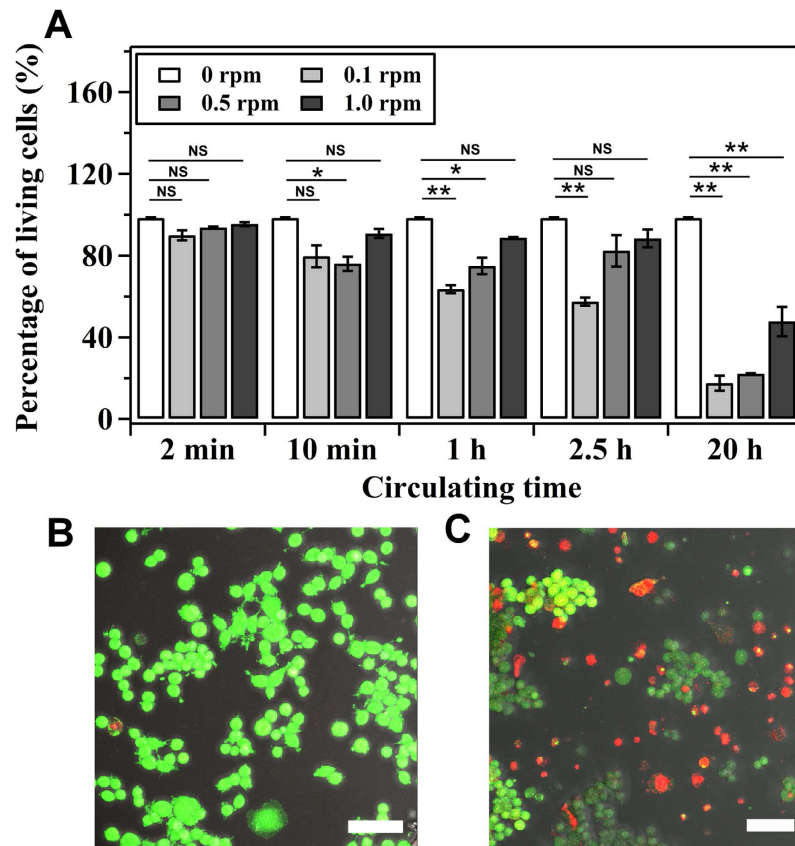 A
Percentage of living cells (%)
160
120
80
40
0
0 rpm 0.1 rpm
0.5 rpm 1.0 rpm
NS
NS
NS
NS
*
NS
NS
*
**
NS
NS
**
**
**
**
2 min 10 min 1 h 2.5 h 20 h
Circulating time
B
C